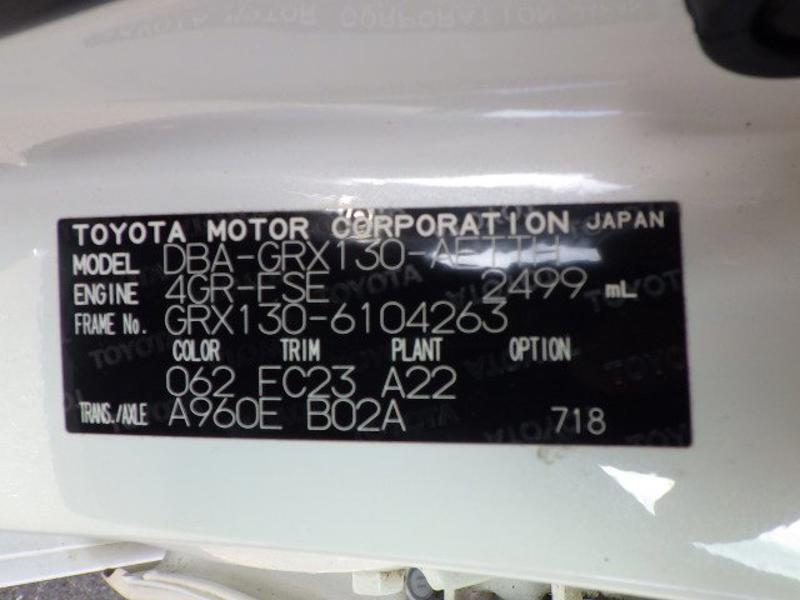 TOYOTA MOTOR CORPORATION JAPAN
MODEL DBA-GRX130-AETTH
ENGINE 4GR-FSE 2499 mL
FRAME No. GRX130-6104263
COLOR TRIM PLANT OPTION
062 FC23 A22
TRANS./AXLE A960E B02A 718